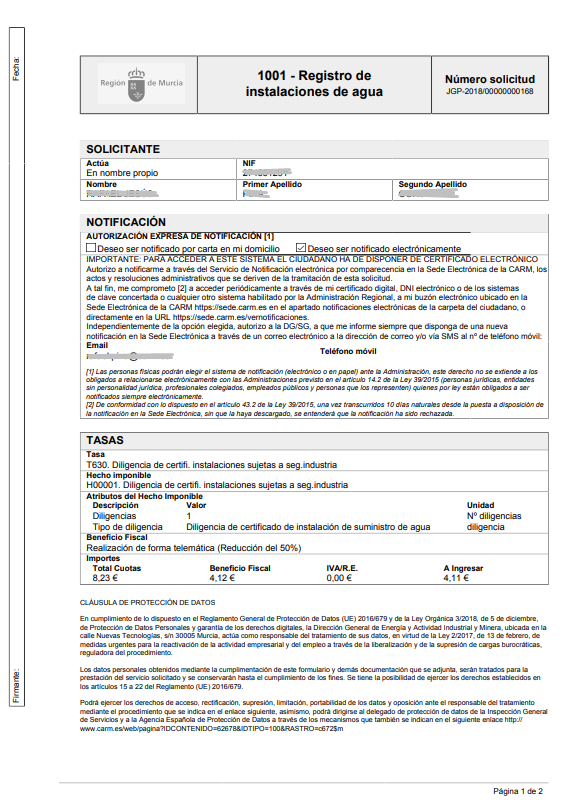 Fecha:
Firmante:
Región de Murcia
1001 - Registro de
instalaciones de agua
Número solicitud
JGP-2018/00000000168
SOLICITANTE
Actúa
NIF
En nombre propio
Nombre
Primer Apellido
Segundo Apellido
NOTIFICACIÓN
AUTORIZACIÓN EXPRESA DE NOTIFICACIÓN [1]
Deseo ser notificado por carta en mi domicilio
Deseo ser notificado electrónicamente
IMPORTANTE: PARA ACCEDER A ESTE SISTEMA EL CIUDADANO HA DE DISPONER DE CERTIFICADO ELECTRÓNICO
Autorizo a notificarme a través del Servicio de Notificación electrónica por comparecencia en la Sede Electrónica de la CARM, los
actos y resoluciones administrativos que se deriven de la tramitación de esta solicitud.
A tal fin, me comprometo [2] a acceder periódicamente a través de mi certificado digital, DNI electrónico o de los sistemas
de clave concertada o cualquier otro sistema habilitado por la Administración Regional, a mi buzón electrónico ubicado en la
Sede Electrónica de la CARM https://sede.carm.es en el apartado notificaciones electrónicas de la carpeta del ciudadano, o
directamente en la URL https://sede.carm.es/vernotificaciones.
Independientemente de la opción elegida, autorizo a la DG/SG, a que me informe siempre que disponga de una nueva
notificación en la Sede Electrónica a través de un correo electrónico a la dirección de correo y/o vía SMS al nº de teléfono móvil:
Email
Teléfono móvil
[1] Las personas físicas podrán elegir el sistema de notificación (electrónico o en papel) ante la Administración, este derecho no se extiende a los
obligados a relacionarse electrónicamente con las Administraciones previsto en el artículo 14.2 de la Ley 39/2015 (personas jurídicas, entidades
sin personalidad jurídica, profesionales colegiados, empleados públicos y personas que los representen) quienes por ley están obligados a ser
notificados siempre electrónicamente.
[2] De conformidad con lo dispuesto en el artículo 43.2 de la Ley 39/2015, una vez transcurridos 10 días naturales desde la puesta a disposición de
la notificación en la Sede Electrónica, sin que la haya descargado, se entenderá que la notificación ha sido rechazada.
TASAS
Tasa
T630. Diligencia de certifi. instalaciones sujetas a seg.industria
Hecho imponible
H00001. Diligencia de certifi. instalaciones sujetas a seg.industria
Atributos del Hecho Imponible
Descripción Valor Unidad
Diligencias 1 Nº diligencias
Tipo de diligencia Diligencia de certificado de instalación de suministro de agua diligencia
Beneficio Fiscal
Realización de forma telemática (Reducción del 50%)
Importes
Total Cuotas Beneficio Fiscal IVA/R.E. A Ingresar
8,23 € 4,12 € 0,00 € 4,11 €
CLÁUSULA DE PROTECCIÓN DE DATOS
En cumplimiento de lo dispuesto en el Reglamento General de Protección de Datos (UE) 2016/679 y de la Ley Orgánica 3/2018, de 5 de diciembre,
de Protección de Datos Personales y garantía de los derechos digitales, la Dirección General de Energía y Actividad Industrial y Minera, ubicada en la
calle Nuevas Tecnologías, s/n 30005 Murcia, actúa como responsable del tratamiento de sus datos, en virtud de la Ley 2/2017, de 13 de febrero, de
medidas urgentes para la reactivación de la actividad empresarial y del empleo a través de la liberalización y de la supresión de cargas burocráticas,
reguladora del procedimiento.
Los datos personales obtenidos mediante la cumplimentación de este formulario y demás documentación que se adjunta, serán tratados para la
prestación del servicio solicitado y se conservarán hasta el cumplimiento de los fines. Se tiene la posibilidad de ejercer los derechos establecidos en
los artículos 15 a 22 del Reglamento (UE) 2016/679.
Podrá ejercer los derechos de acceso, rectificación, supresión, limitación, portabilidad de los datos y oposición ante el responsable del tratamiento
mediante el procedimiento que se indica en el enlace siguiente, asimismo, podrá dirigirse al delegado de protección de datos de la Inspección General
de Servicios y a la Agencia Española de Protección de Datos a través de los mecanismos que también se indican en el siguiente enlace http://
www.carm.es/web/pagina?IDCONTENIDO=62678&IDTIPO=100&RASTRO=c672$m
Página 1 de 2